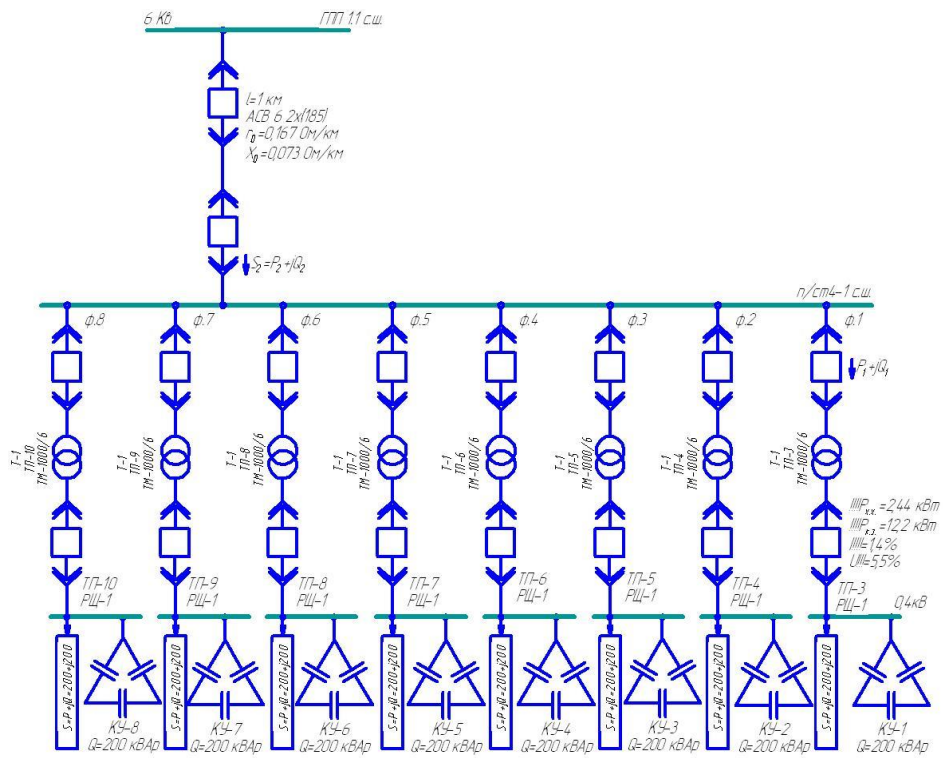 6 Кв
ГПП 1.1 с.ш.
l=1 км
АСВ 6 2х(185)
r₀=0,167 Ом/км
X₀=0,073 Ом/км
S₂=P₂+jQ₂
п/ст4-1 с.ш.
ф.8
ф.7
ф.6
ф.5
ф.4
ф.3
ф.2
ф.1
P₁+jQ₁
Т-1
ТП-10
ТМ-1000/6
Т-1
ТП-9
ТМ-1000/6
Т-1
ТП-8
ТМ-1000/6
Т-1
ТП-7
ТМ-1000/6
Т-1
ТП-6
ТМ-1000/6
Т-1
ТП-5
ТМ-1000/6
Т-1
ТП-4
ТМ-1000/6
Т-1
ТП-3
ТМ-1000/6
Pх.х. =2,44 кВт
Pк.з. =12,2 кВт
=1,4%
=5,5%
ТП-10
РЩ-1
ТП-9
РЩ-1
ТП-8
РЩ-1
ТП-7
РЩ-1
ТП-6
РЩ-1
ТП-5
РЩ-1
ТП-4
РЩ-1
ТП-3
РЩ-1
0,4кВ
S=P+jQ=200+j200
S=P+jQ=200+j200
S=P+jQ=200+j200
S=P+jQ=200+j200
S=P+jQ=200+j200
S=P+jQ=200+j200
S=P+jQ=200+j200
S=P+jQ=200+j200
КУ-8
Q=200 кВАр
КУ-7
Q=200 кВАр
КУ-6
Q=200 кВАр
КУ-5
Q=200 кВАр
КУ-4
Q=200 кВАр
КУ-3
Q=200 кВАр
КУ-2
Q=200 кВАр
КУ-1
Q=200 кВАр